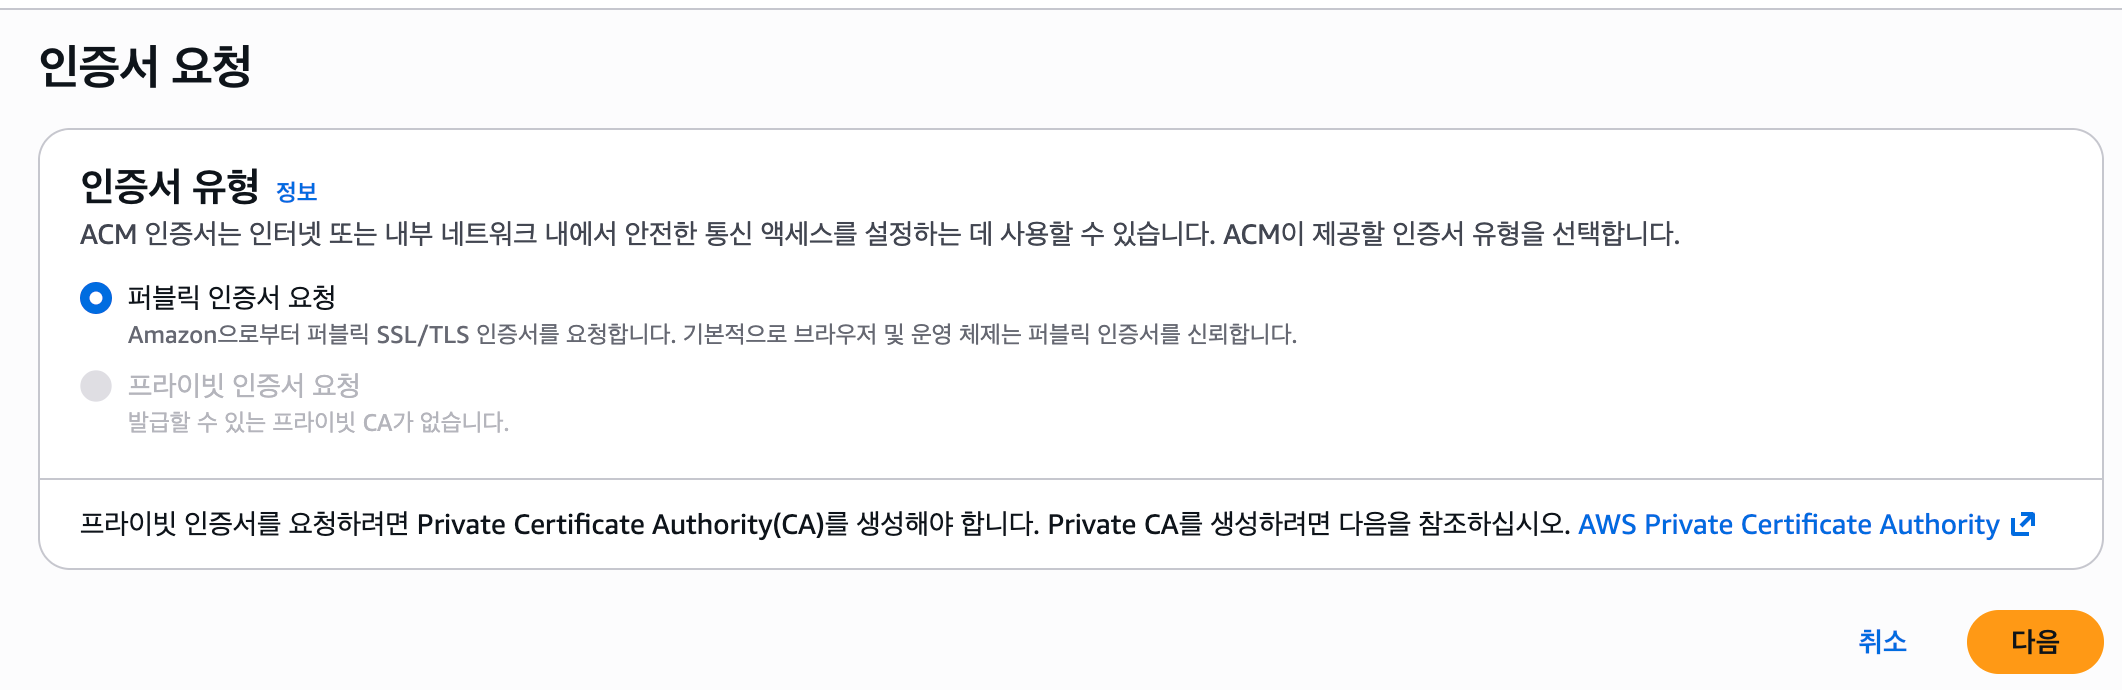 인증서 요청
인증서 유형 정보
ACM 인증서는 인터넷 또는 내부 네트워크 내에서 안전한 통신 액세스를 설정하는 데 사용할 수 있습니다. ACM이 제공할 인증서 유형을 선택합니다.
퍼블릭 인증서 요청
Amazon으로부터 퍼블릭 SSL/TLS 인증서를 요청합니다. 기본적으로 브라우저 및 운영 체제는 퍼블릭 인증서를 신뢰합니다.
프라이빗 인증서 요청
발급할 수 있는 프라이빗 CA가 없습니다.
프라이빗 인증서를 요청하려면 Private Certificate Authority(CA)를 생성해야 합니다. Private CA를 생성하려면 다음을 참조하십시오. AWS Private Certificate Authority
취소 다음